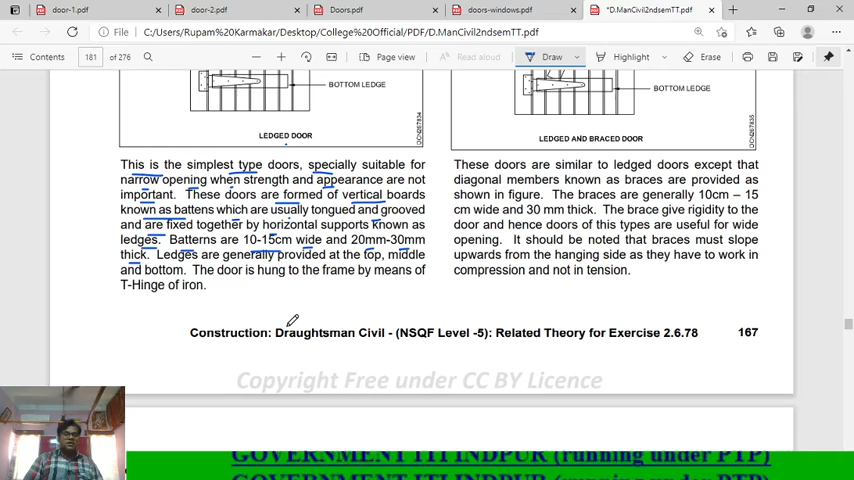 door-1.pdf
door-2.pdf
Doors.pdf
doors-windows.pdf
*D.ManCivil2ndsemTT.pdf
File
C:/Users/Rupam%20Karmakar/Desktop/College%20Official/PDF/D.ManCivil2ndsemTT.pdf
Contents
181 of 276
Page view
Draw
Highlight
Erase
BOTTOM LEDGE
LEDGED DOOR
This is the simplest type doors, specially suitable for
narrow opening when strength and appearance are not
important. These doors are formed of vertical boards
known as battens which are usually tongued and grooved
and are fixed together by horizontal supports known as
ledges. Batterns are 10-15cm wide and 20mm-30mm
thick. Ledges are generally provided at the top, middle
and bottom. The door is hung to the frame by means of
T-Hinge of iron.
BOTTOM LEDGE
LEDGED AND BRACED DOOR
These doors are similar to ledged doors except that
diagonal members known as braces are provided as
shown in figure. The braces are generally 10cm – 15
cm wide and 30 mm thick. The brace give rigidity to the
door and hence doors of this types are useful for wide
opening. It should be noted that braces must slope
upwards from the hanging side as they have to work in
compression and not in tension.
Construction: Draughtsman Civil - (NSQF Level -5): Related Theory for Exercise 2.6.78
167
Copyright Free under CC BY Licence
GOVERNMENT ITI INDPUR (running under PTP)